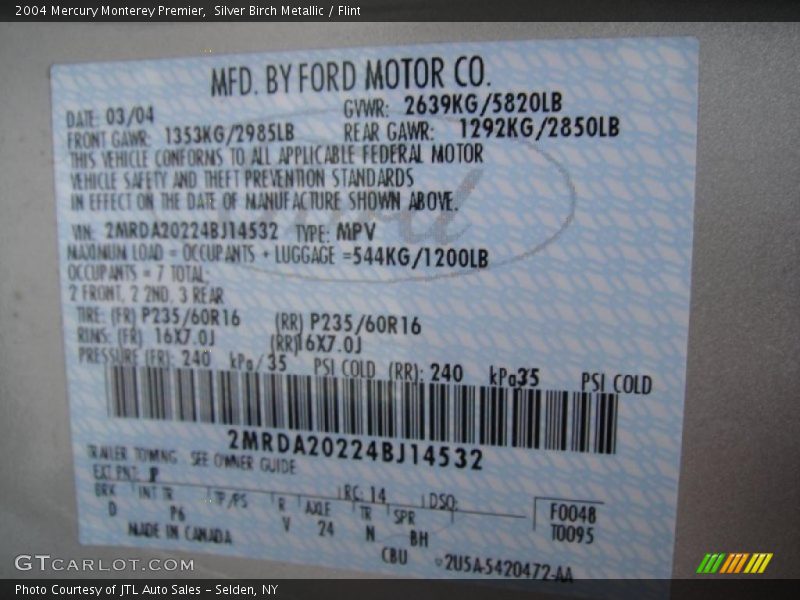 2004 Mercury Monterey Premier,  Silver Birch Metallic / Flint
MFD. BY FORD MOTOR CO.
DATE: 03/04 GVWR: 2639KG/5820LB
FRONT GAWR: 1353KG/2985LB REAR GAWR: 1292KG/2850LB
THIS VEHICLE CONFORMS TO ALL APPLICABLE FEDERAL MOTOR
VEHICLE SAFETY AND THEFT PREVENTION STANDARDS
IN EFFECT ON THE DATE OF MANUFACTURE SHOWN ABOVE.
VIN: 2MRDA20224BJ14532 TYPE: MPV
MAXIMUM LOAD = OCCUPANTS + LUGGAGE =544KG/1200LB
OCCUPANTS = 7 TOTAL:
2 FRONT, 2 2ND, 3 REAR
TIRE: (FR) P235/60R16 (RR) P235/60R16
RIMS: (FR) 16X7.0J (RR)16X7.0J
PRESSURE (FR): 240 kPa/35 PSI COLD (RR): 240 kPa35 PSI COLD
2MRDA20224BJ14532
TRAILER TOWING - SEE OWNER GUIDE
EXT PNT: P RC: 14 DSO:
BRK INT TR TP/PS R AXLE TR SPR F0048
D P6 V 24 N BH T0095
MADE IN CANADA CBU 2U5A-5420472-AA
GTCARLOT.COM
Photo Courtesy of JTL Auto Sales - Selden, NY